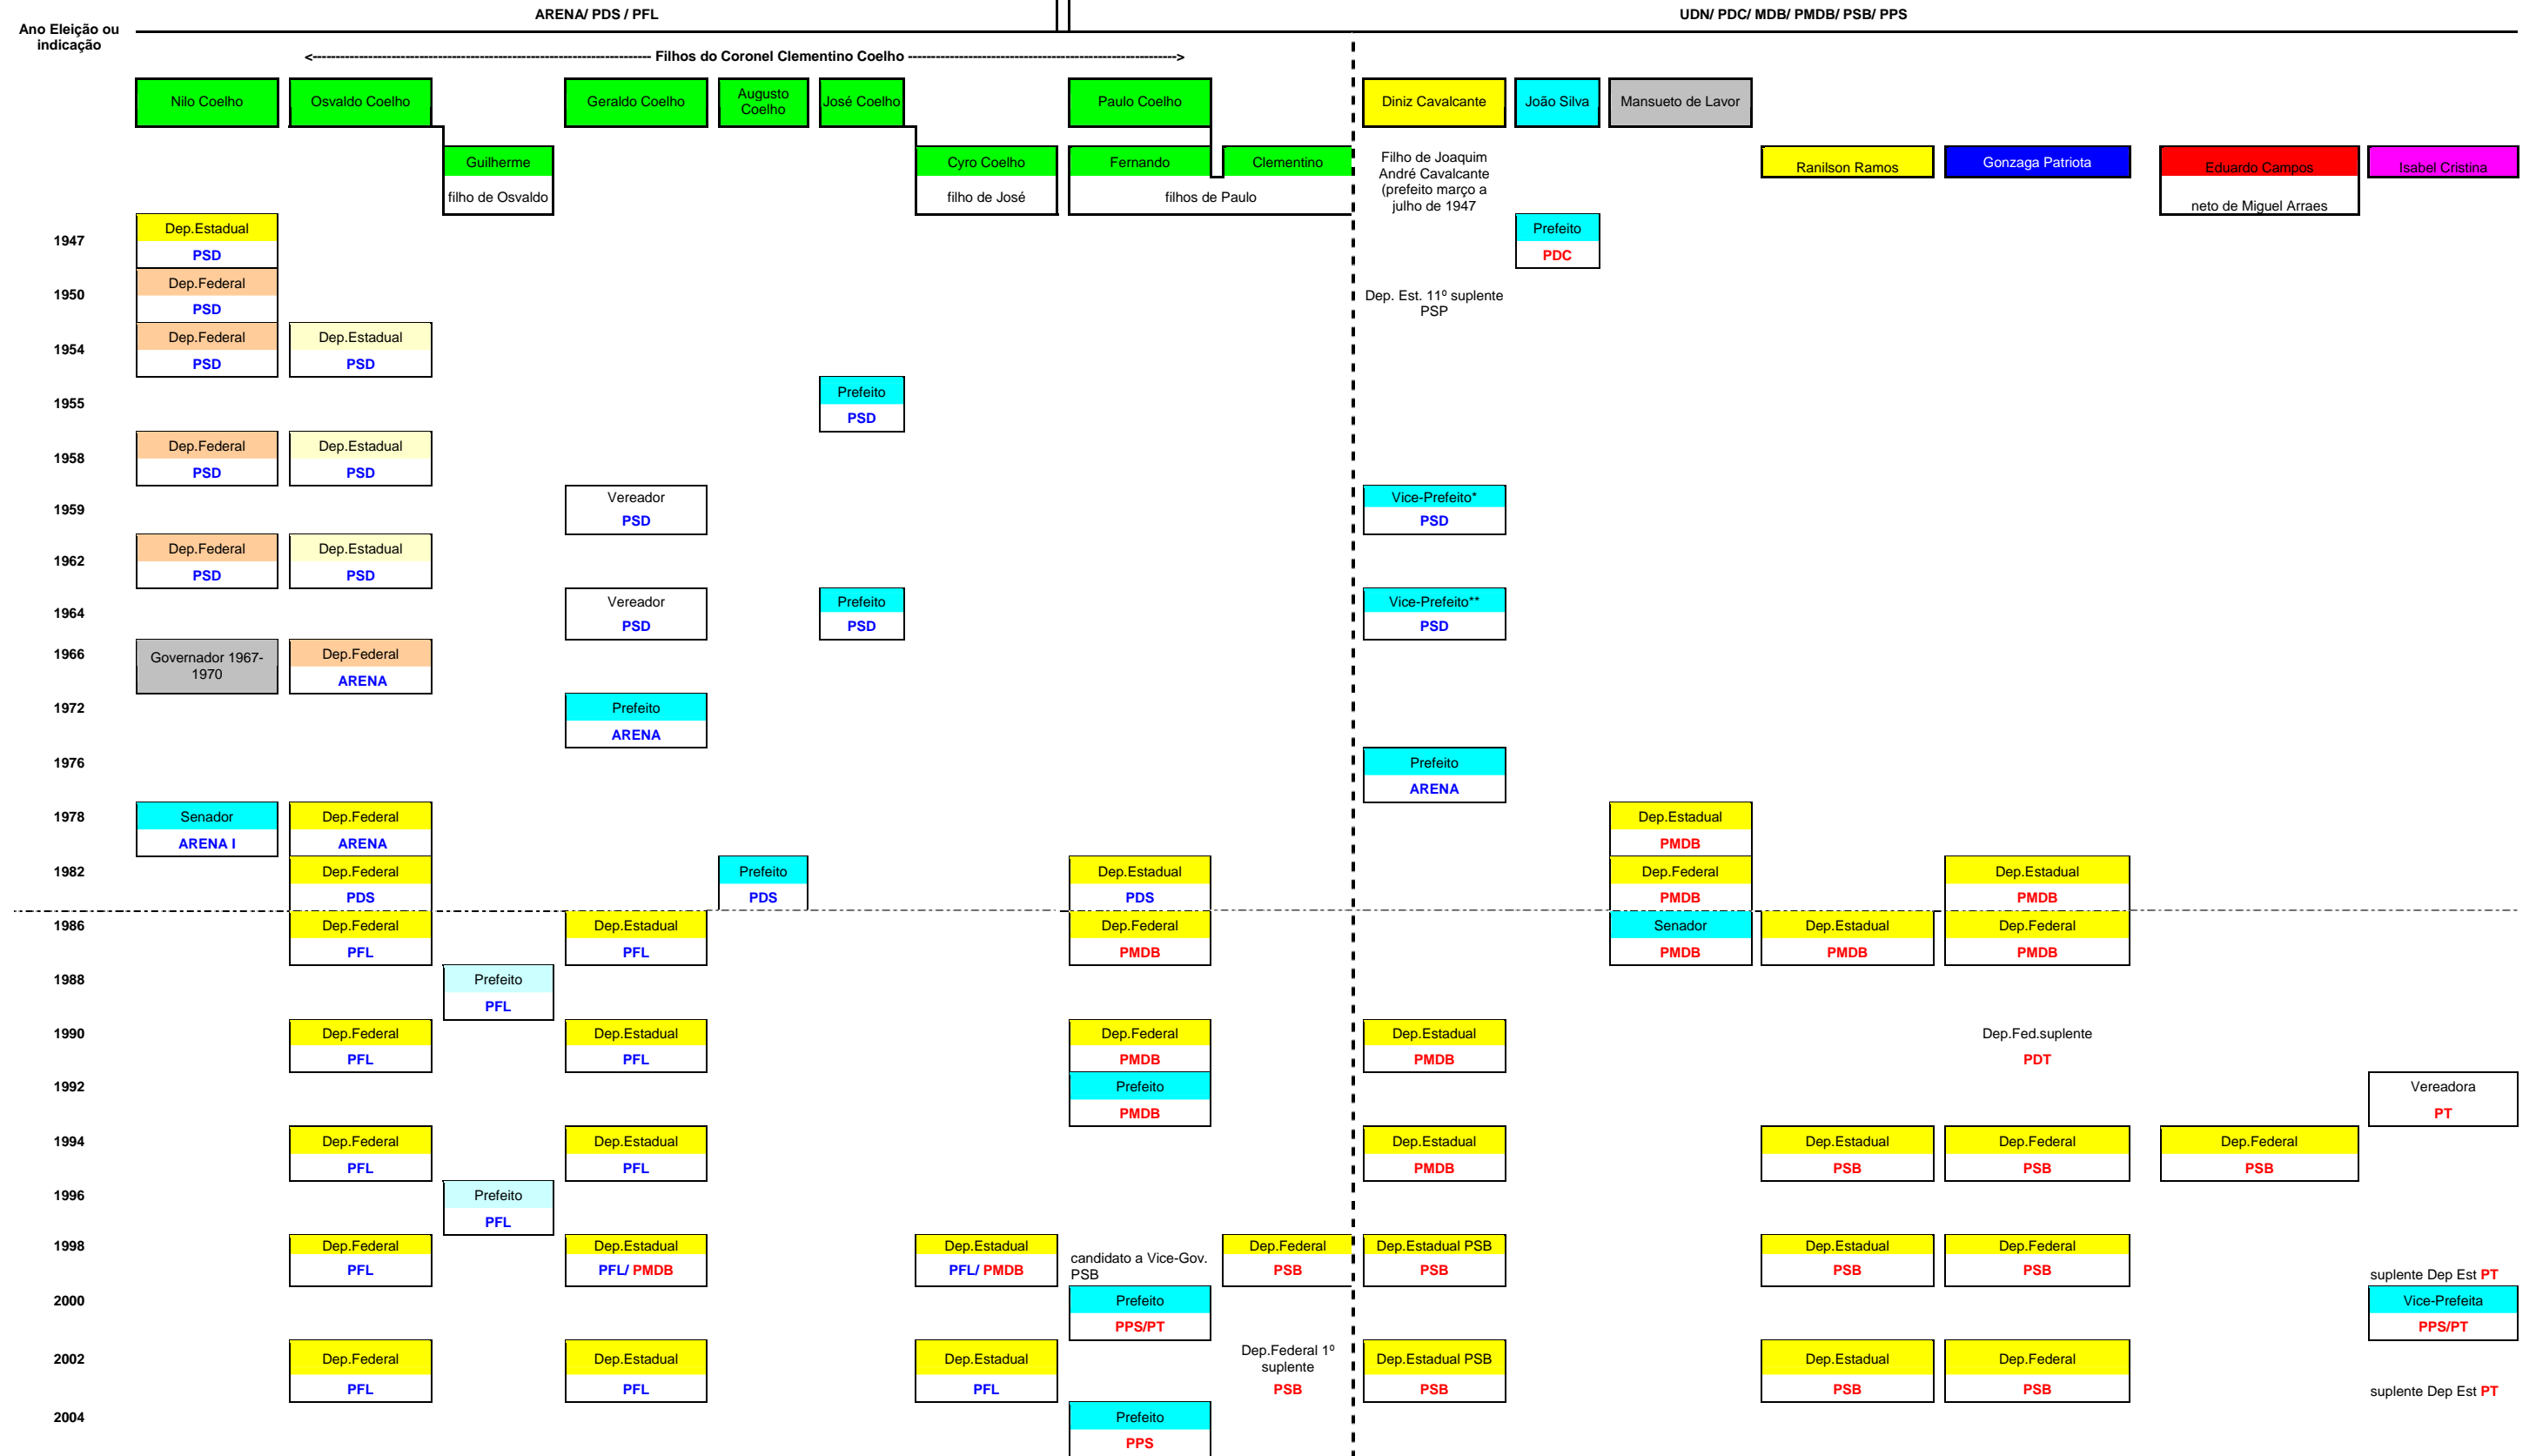 ARENA/ PDS / PFL UDN/ PDC/ MDB/ PMDB/ PSB/ PPS
Ano Eleição ou
indicação
<------------------------------------------------------------------------- Filhos do Coronel Clementino Coelho ---------------------------------------------------------->
Nilo Coelho Osvaldo Coelho Geraldo Coelho Augusto Coelho José Coelho Paulo Coelho Diniz Cavalcante João Silva Mansueto de Lavor
Guilherme Cyro Coelho Fernando Clementino Ranilson Ramos Gonzaga Patriota Eduardo Campos Isabel Cristina
filho de Osvaldo filho de José filhos de Paulo neto de Miguel Arraes
Filho de Joaquim
André Cavalcante
(prefeito março a
julho de 1947
1947 Dep.Estadual Prefeito
PSD PDC
1950 Dep.Federal Dep. Est. 11º suplente
PSD PSP
1954 Dep.Federal Dep.Estadual
PSD PSD
1955 Prefeito
PSD
1958 Dep.Federal Dep.Estadual
PSD PSD
1959 Vereador Vice-Prefeito*
PSD PSD
1962 Dep.Federal Dep.Estadual
PSD PSD
1964 Vereador Prefeito Vice-Prefeito**
PSD PSD PSD
1966 Governador 1967-
1970 Dep.Federal
ARENA
1972 Prefeito
ARENA
1976 Prefeito
ARENA
1978 Senador Dep.Federal Dep.Estadual
ARENA I ARENA PMDB
1982 Dep.Federal Prefeito Dep.Estadual Dep.Federal Dep.Estadual
PDS PDS PDS PMDB PMDB
1986 Dep.Federal Dep.Estadual Dep.Federal Senador Dep.Estadual Dep.Federal
PFL PFL PMDB PMDB PMDB PMDB
1988 Prefeito
PFL
1990 Dep.Federal Dep.Estadual Dep.Federal Dep.Estadual Dep.Fed.suplente
PFL PFL PMDB PMDB PDT
1992 Prefeito Vereadora
PMDB PT
1994 Dep.Federal Dep.Estadual Dep.Estadual Dep.Estadual Dep.Federal Dep.Federal
PFL PFL PMDB PSB PSB PSB
1996 Prefeito
PFL
1998 Dep.Federal Dep.Estadual Dep.Estadual candidato a Vice-Gov. Dep.Federal Dep.Estadual PSB Dep.Estadual Dep.Federal
PFL PFL/ PMDB PFL/ PMDB PSB PSB PSB PSB PSB suplente Dep Est PT
2000 Prefeito Vice-Prefeita
PPS/PT PPS/PT
2002 Dep.Federal Dep.Estadual Dep.Estadual Dep.Federal 1º suplente Dep.Estadual PSB Dep.Estadual Dep.Federal
PFL PFL PFL PSB PSB PSB PSB suplente Dep Est PT
2004 Prefeito
PPS